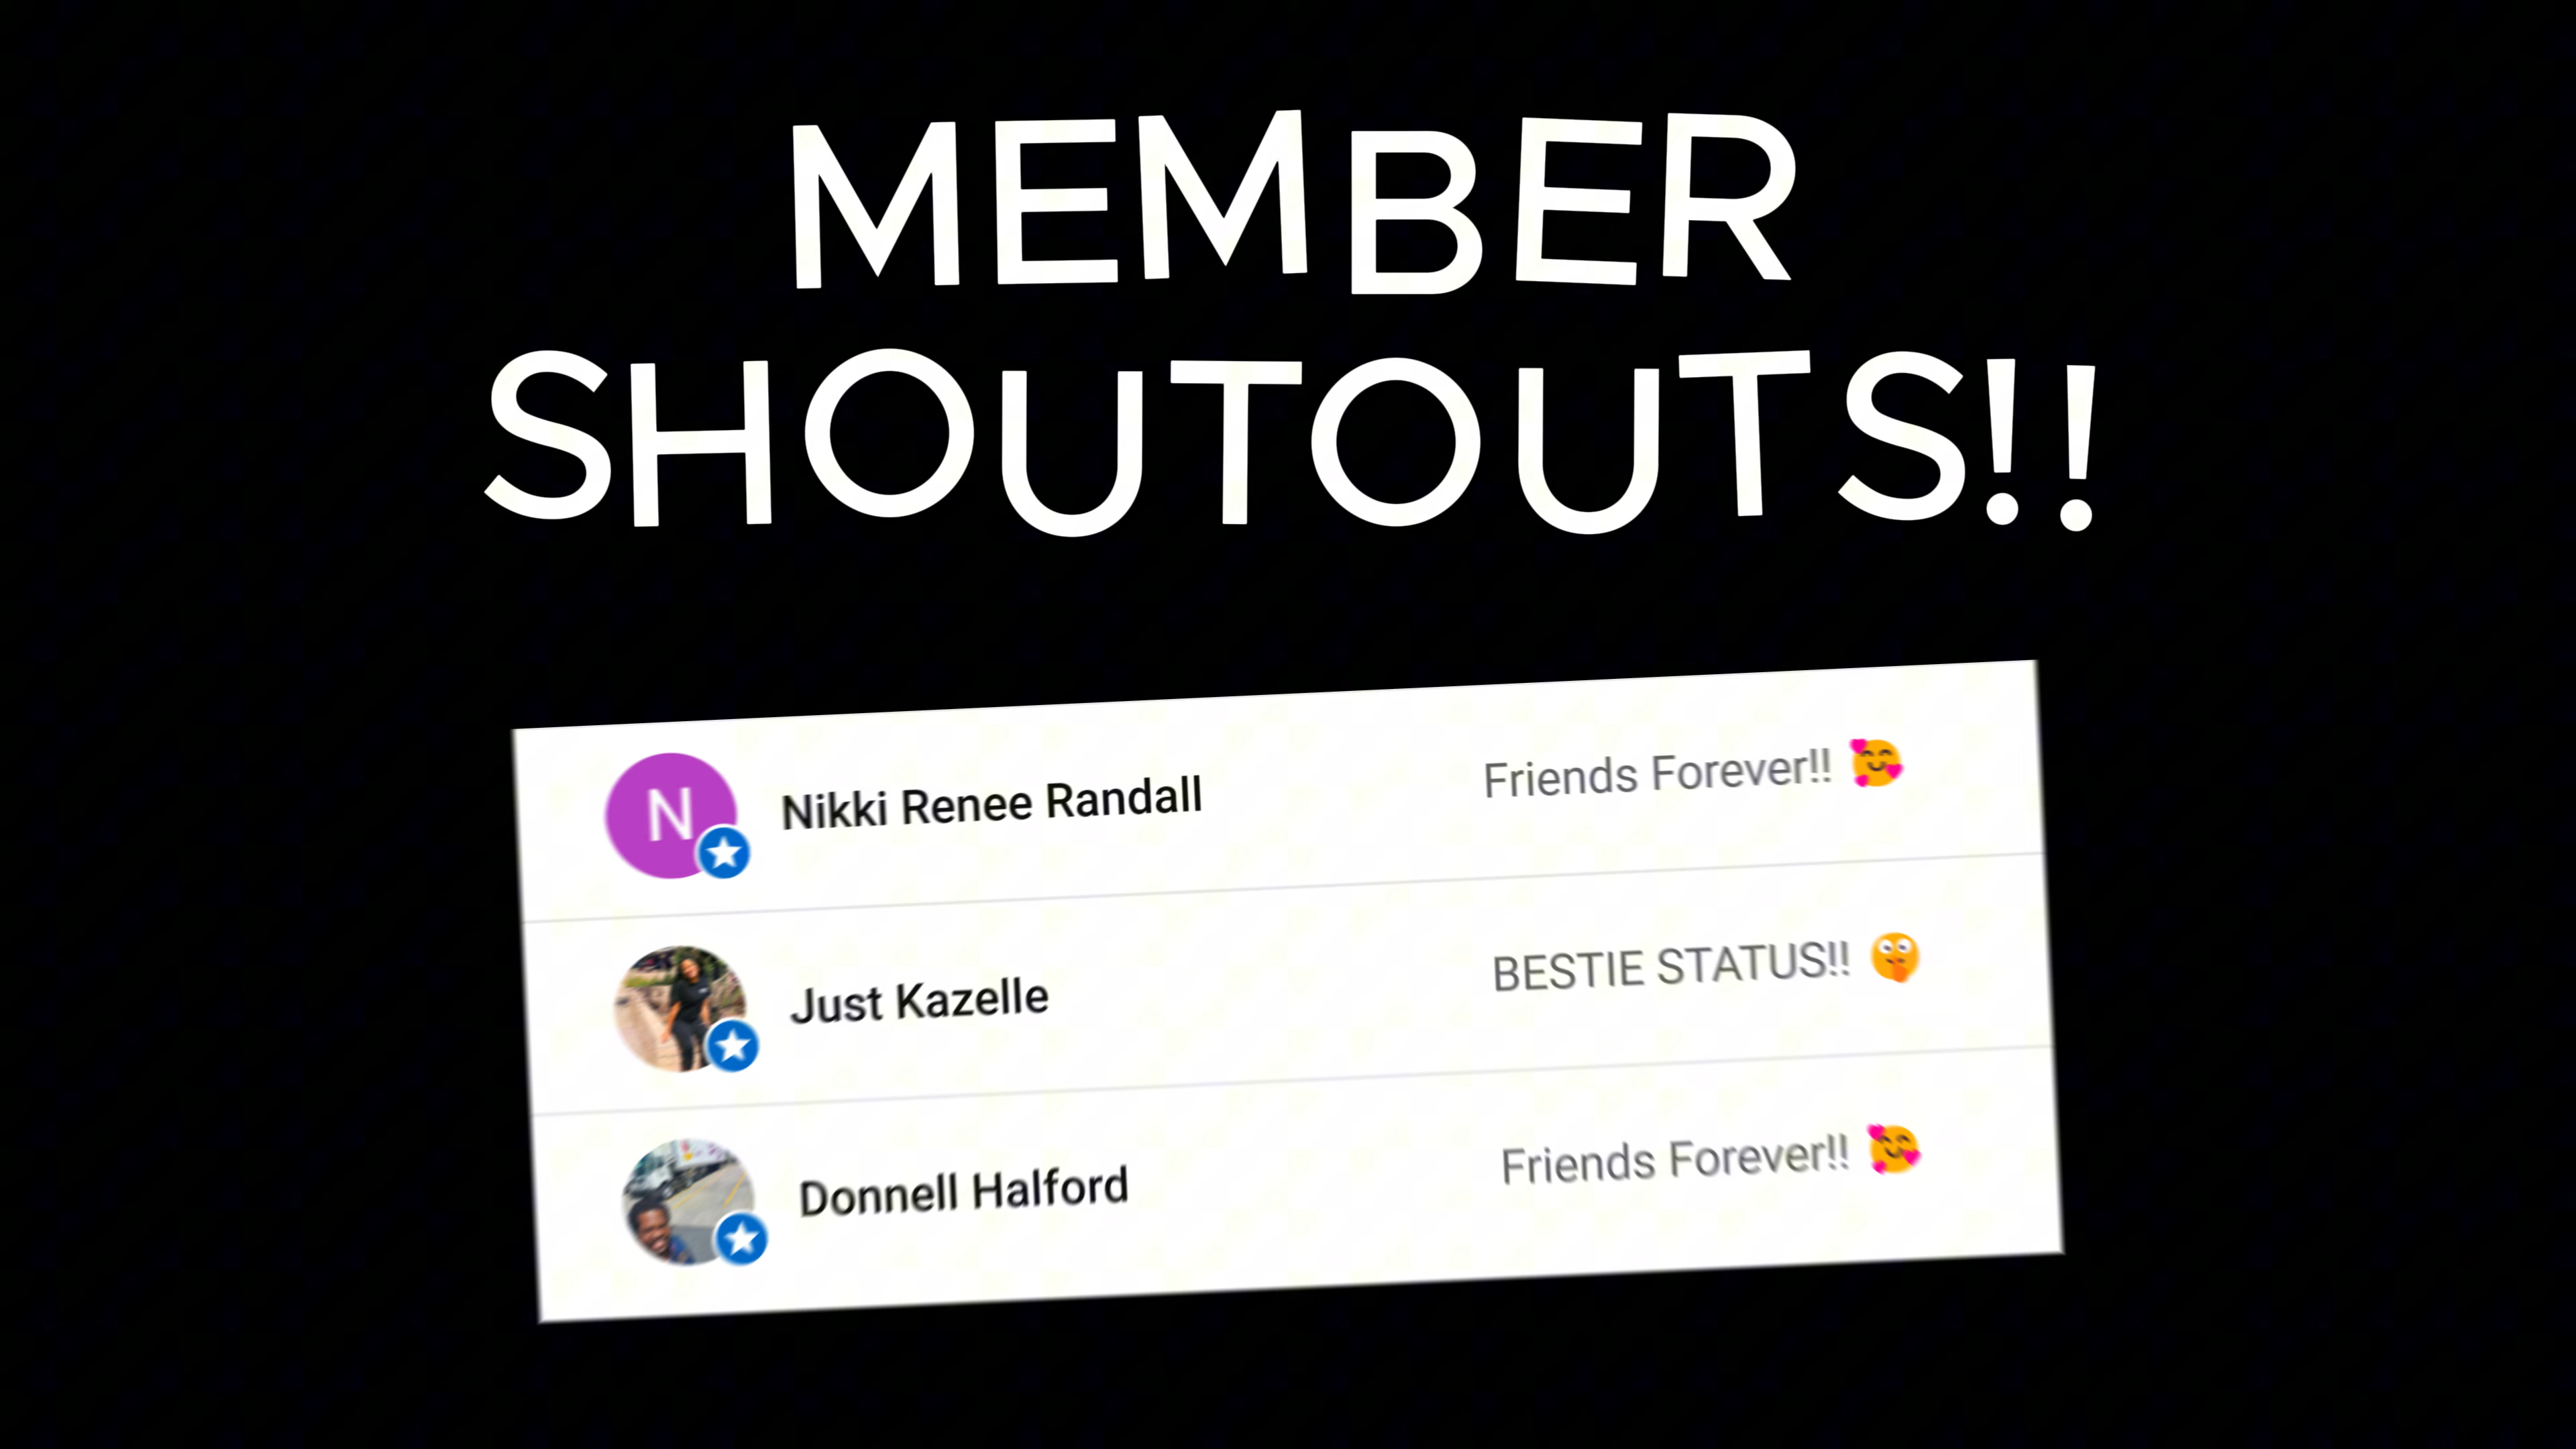 MEMBER
SHOUTOUTS!!
N Nikki Renee Randall Friends Forever!! 🥰
Just Kazelle BESTIE STATUS!! 🤪
Donnell Halford Friends Forever!! 🥰